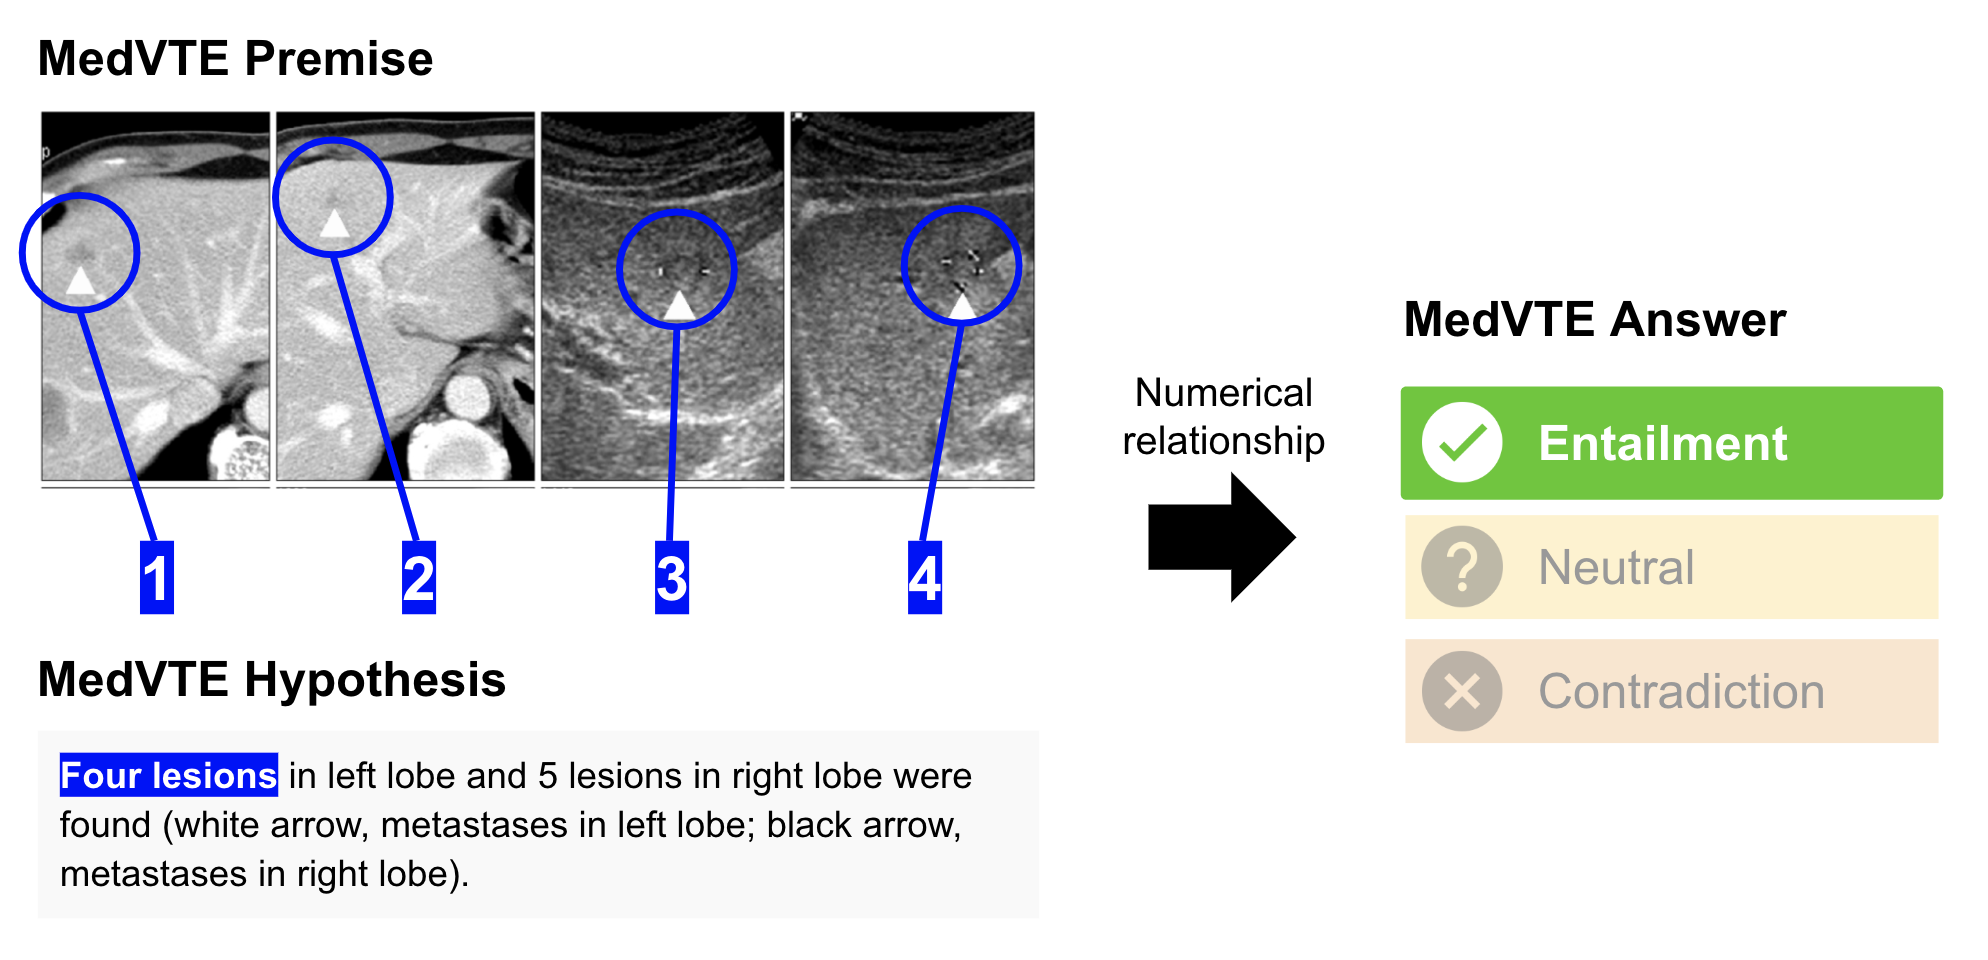 MedVTE Premise
p
1
2
3
4
Numerical
relationship
MedVTE Answer
Entailment
Neutral
Contradiction
MedVTE Hypothesis
Four lesions in left lobe and 5 lesions in right lobe were
found (white arrow, metastases in left lobe; black arrow,
metastases in right lobe).